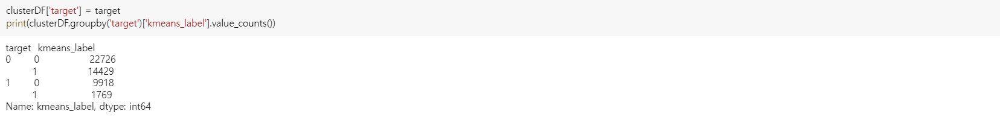 clusterDF['target'] = target
print(clusterDF.groupby('target')['kmeans_label'].value_counts())
target kmeans_label
0 0 22726
1 14429
1 0 9918
1 1769
Name: kmeans_label, dtype: int64